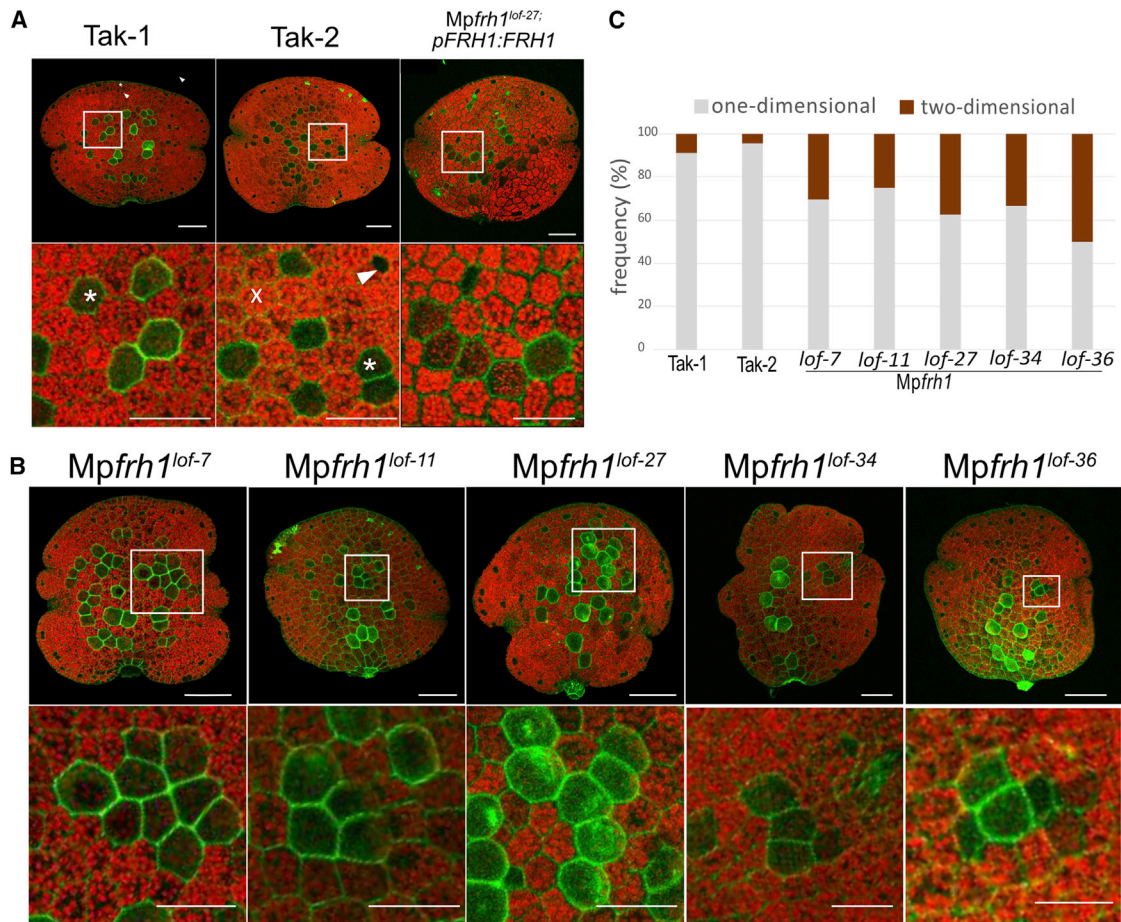 A
Tak-1
Tak-2
Mpfrh1lof-27;
pFRH1:FRH1
*
x
*
C
one-dimensional two-dimensional
frequency (%)
100
80
60
40
20
0
Tak-1 Tak-2 lof-7 lof-11 lof-27 lof-34 lof-36
Mpfrh1
B
Mpfrh1lof-7 Mpfrh1lof-11 Mpfrh1lof-27 Mpfrh1lof-34 Mpfrh1lof-36